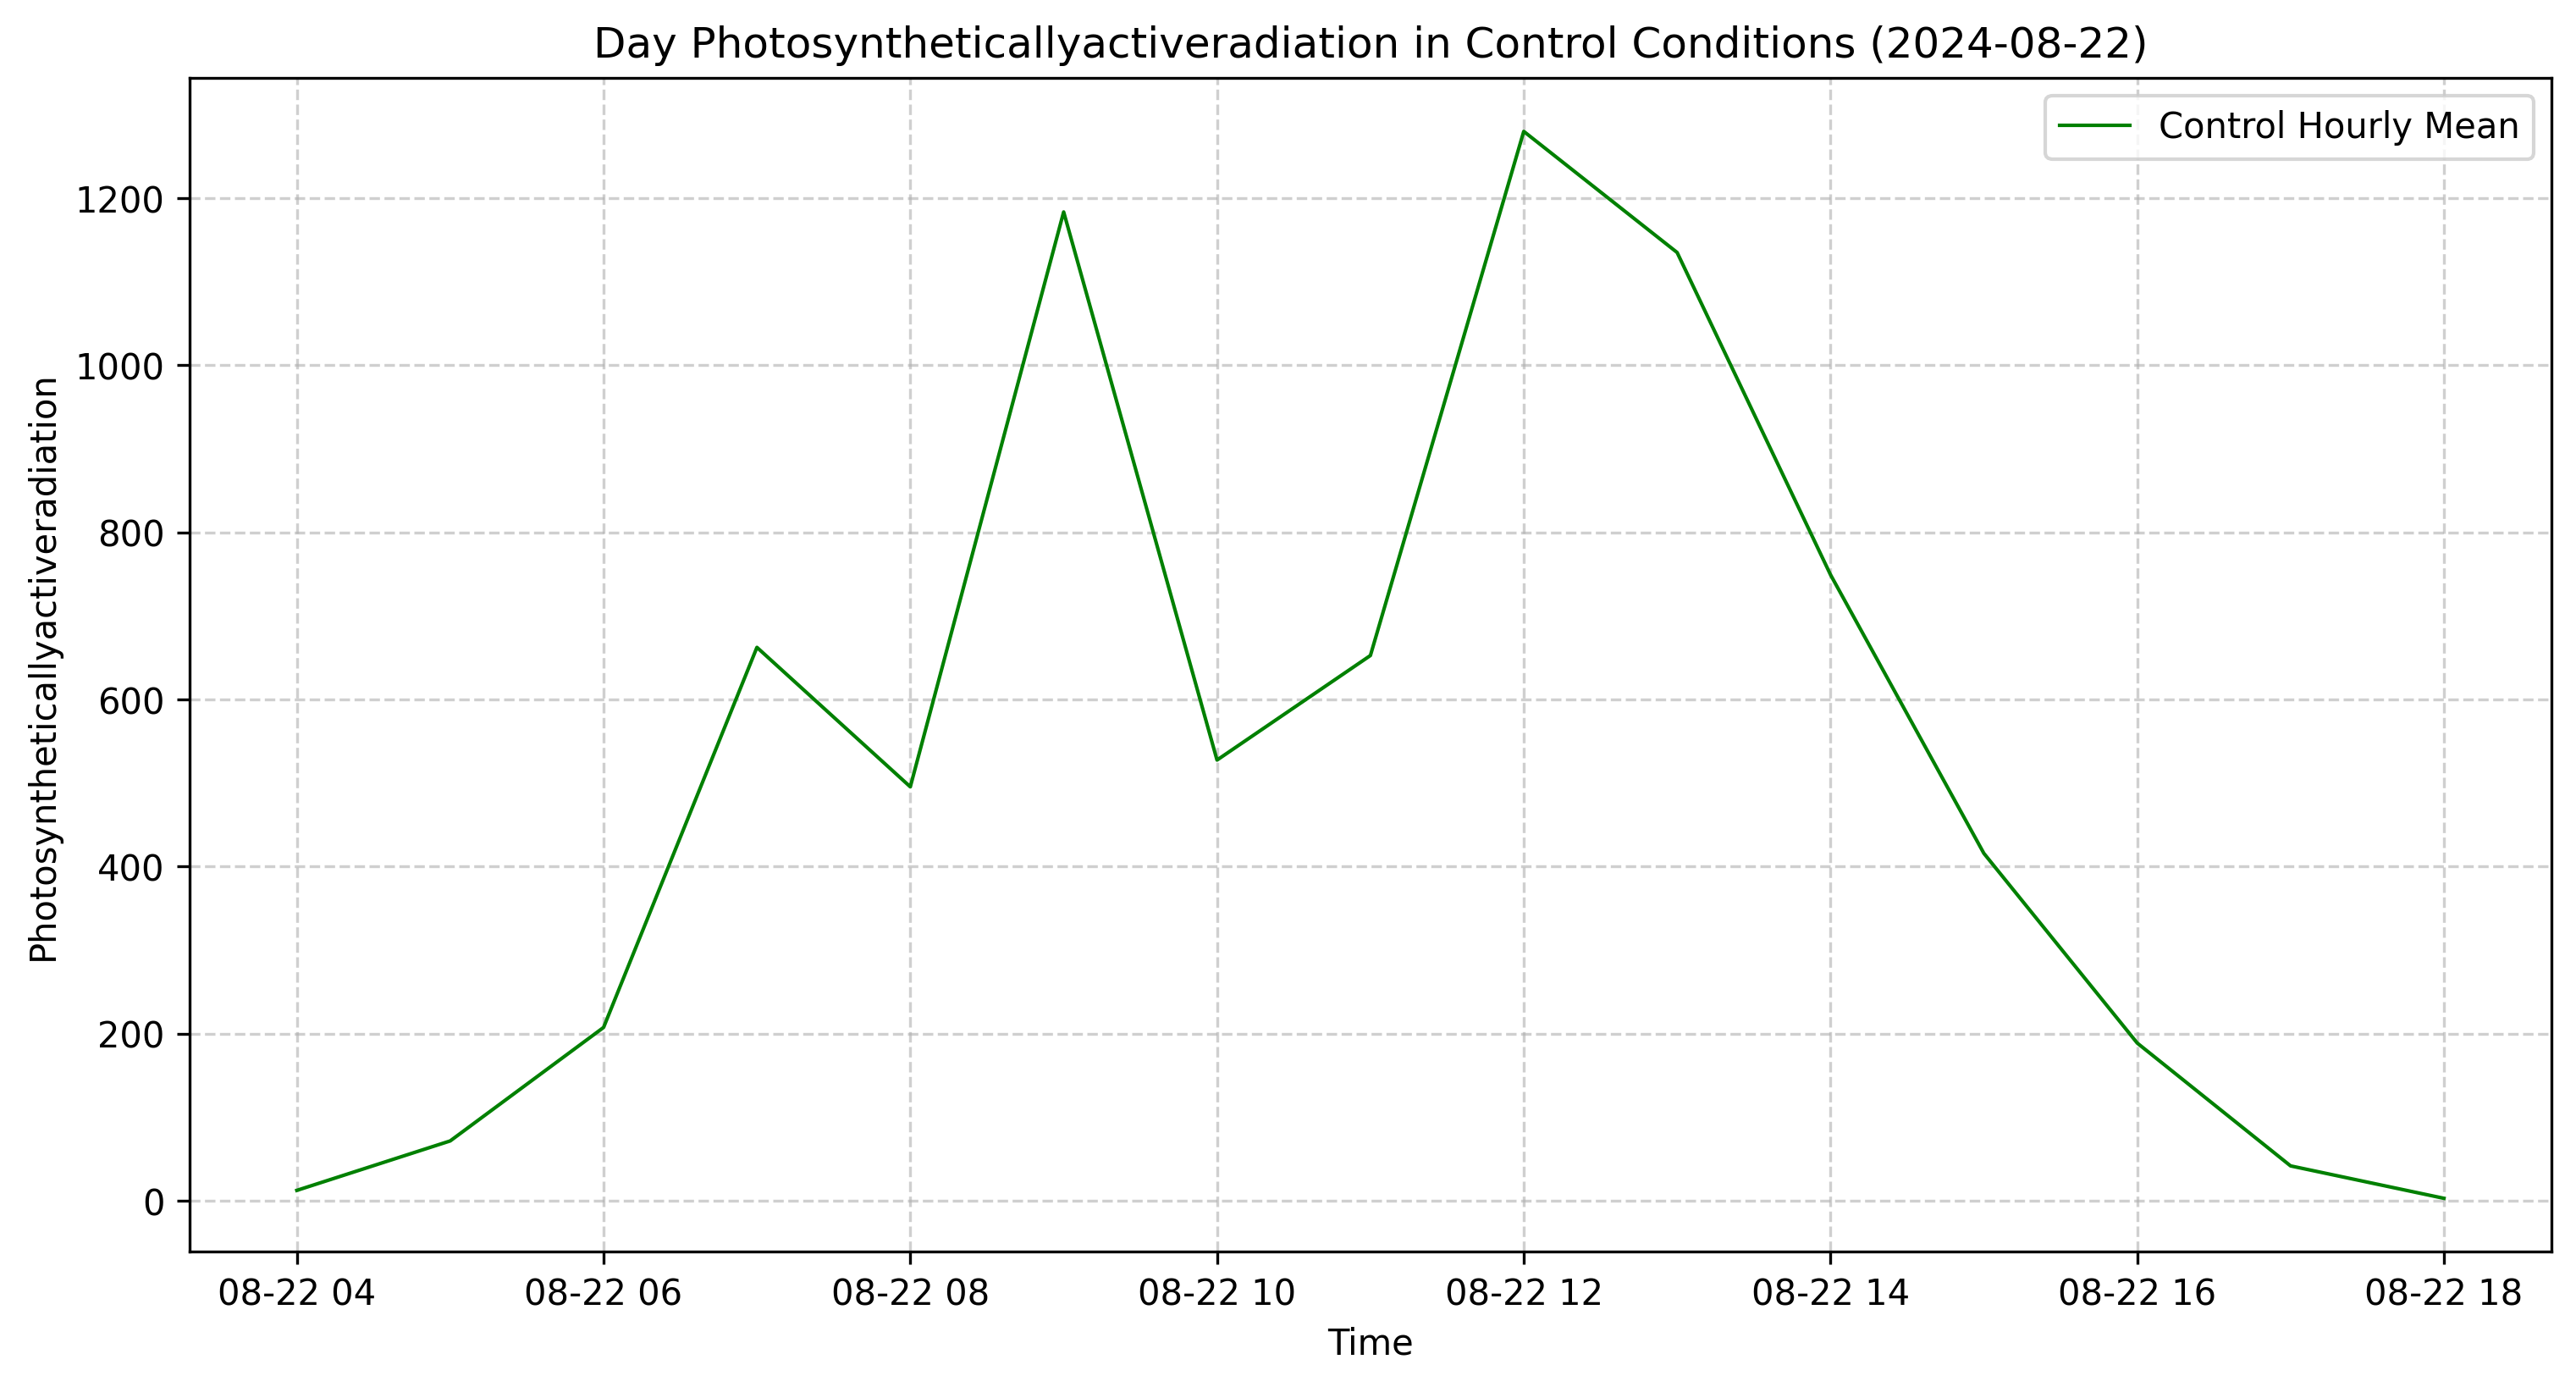 Day Photosyntheticallyactiveradiation in Control Conditions (2024-08-22)
Control Hourly Mean
Photosyntheticallyactiveradiation
1200
1000
800
600
400
200
0
08-22 04 08-22 06 08-22 08 08-22 10 08-22 12 08-22 14 08-22 16 08-22 18
Time